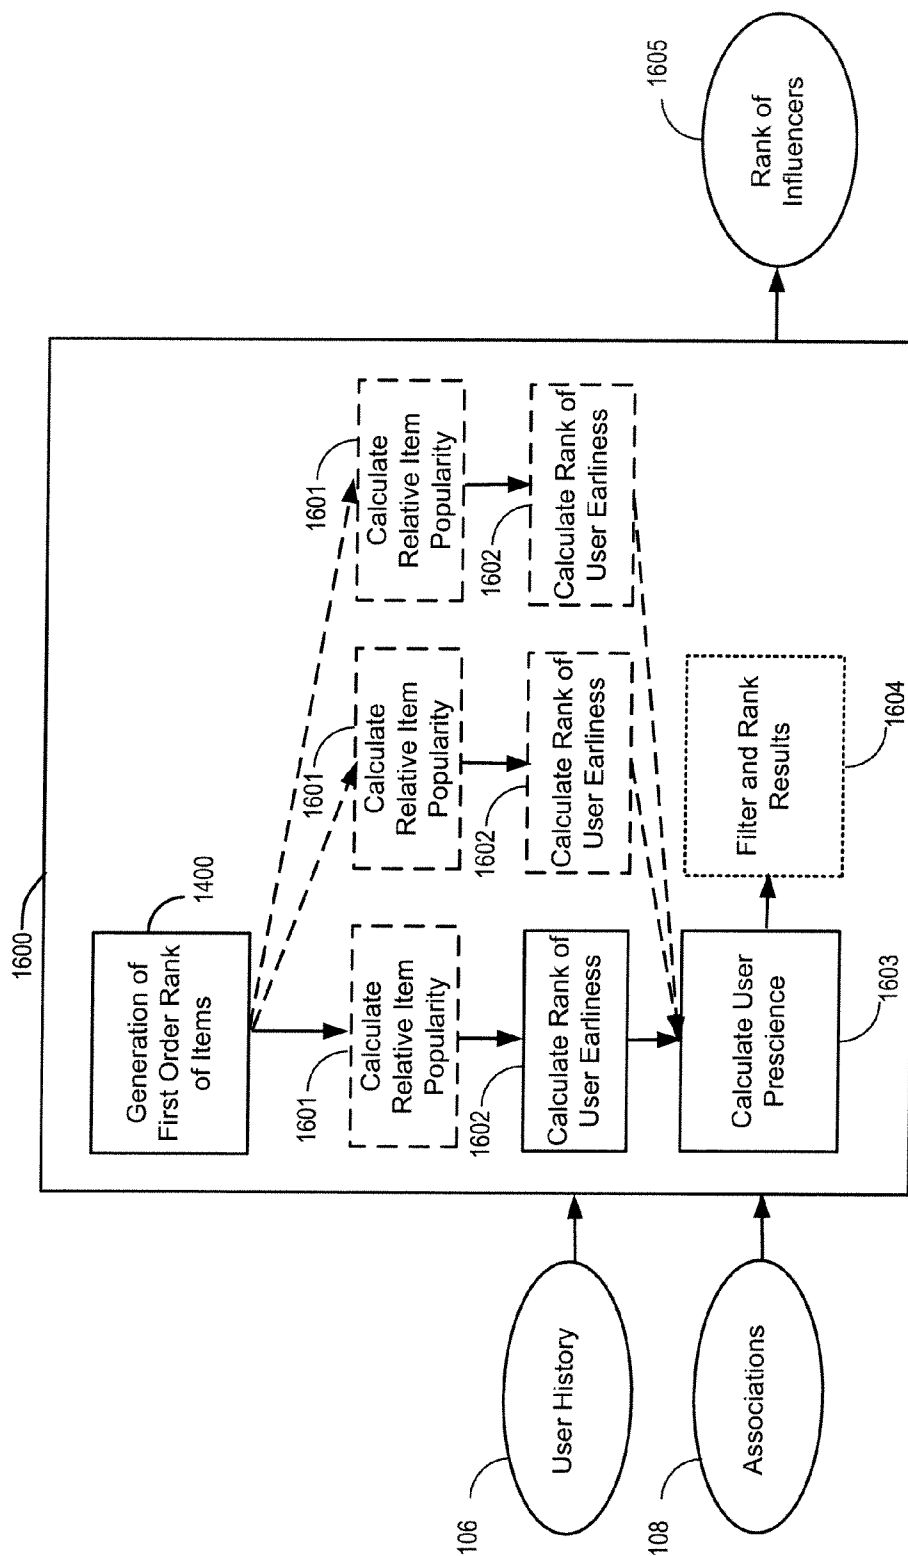 1600
Generation of
First Order Rank
of Items
1400
1601
Calculate
Relative Item
Popularity
1601
Calculate
Relative Item
Popularity
1601
Calculate
Relative Item
Popularity
1602
Calculate Rank of
User Earliness
1602
Calculate Rank of
User Earliness
1602
Calculate Rank of
User Earliness
Calculate User
Prescience
1603
Filter and Rank
Results
1604
106
User History
108
Associations
Rank of
Influencers
1605